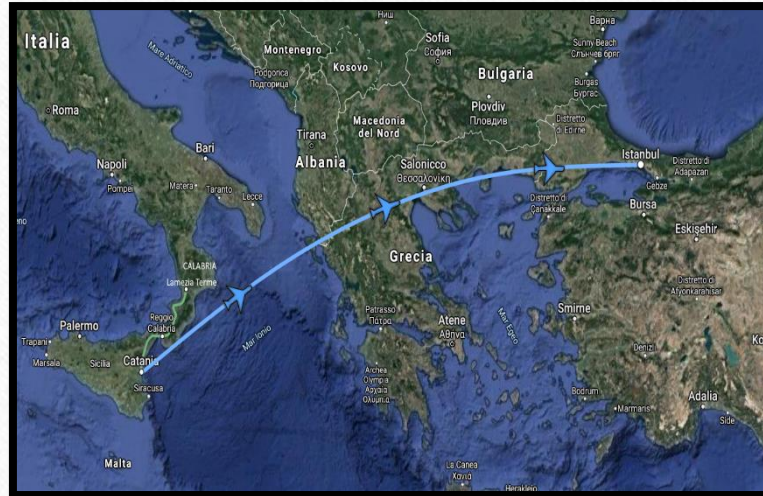 Italia
Mare Adriatico
Montenegro
Kosovo
Podgorica
Подгорица
Ниш
Sofia
София
Варна
Sunny Beach
Слънчев бряг
Burgas
Бургас
Bulgaria
Plovdiv
Пловдив
Distretto
di Edirne
Roma
Tirana
Albania
Macedonia
del Nord
Bari
Napoli
Pompei
Matera
Taranto
Lecce
Salonicco
Θεσσαλονίκη
Istanbul
Gebze
Distretto di
Adapazarı
Distretto di
Çanakkale
Bursa
Eskişehir
Grecia
CALABRIA
Lamezia Terme
Distretto di
Afyonkarahisar
Reggio
Calabria
Palermo
Trapani
Marsala
Sicilia
Catania
Siracusa
Mar Ionio
Patrasso
Πάτρα
Atene
Αθήνα
Mar Egeo
Smirne
Denizli
Archea
Olympia
Αρχαία
Ολυμπία
Bodrum
Marmaris
Adalia
Side
Malta
La Canea
Χανιά
Heraklion